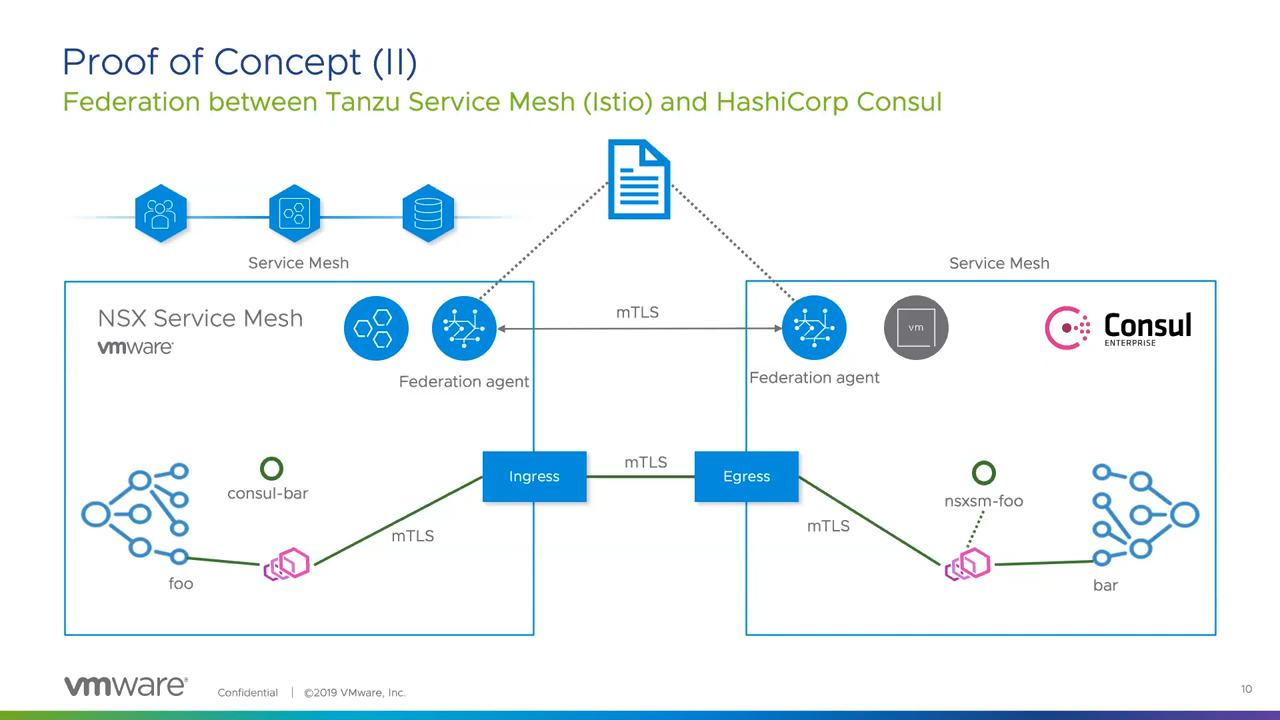 Proof of Concept (II)
Federation between Tanzu Service Mesh (Istio) and HashiCorp Consul
Service Mesh
Service Mesh
NSX Service Mesh
vmware
mTLS
vm
Consul
ENTERPRISE
Federation agent
Federation agent
Ingress
mTLS
Egress
consul-bar
nsxsm-foo
mTLS
mTLS
foo
bar
vmware®
Confidential | ©2019 VMware, Inc.
10